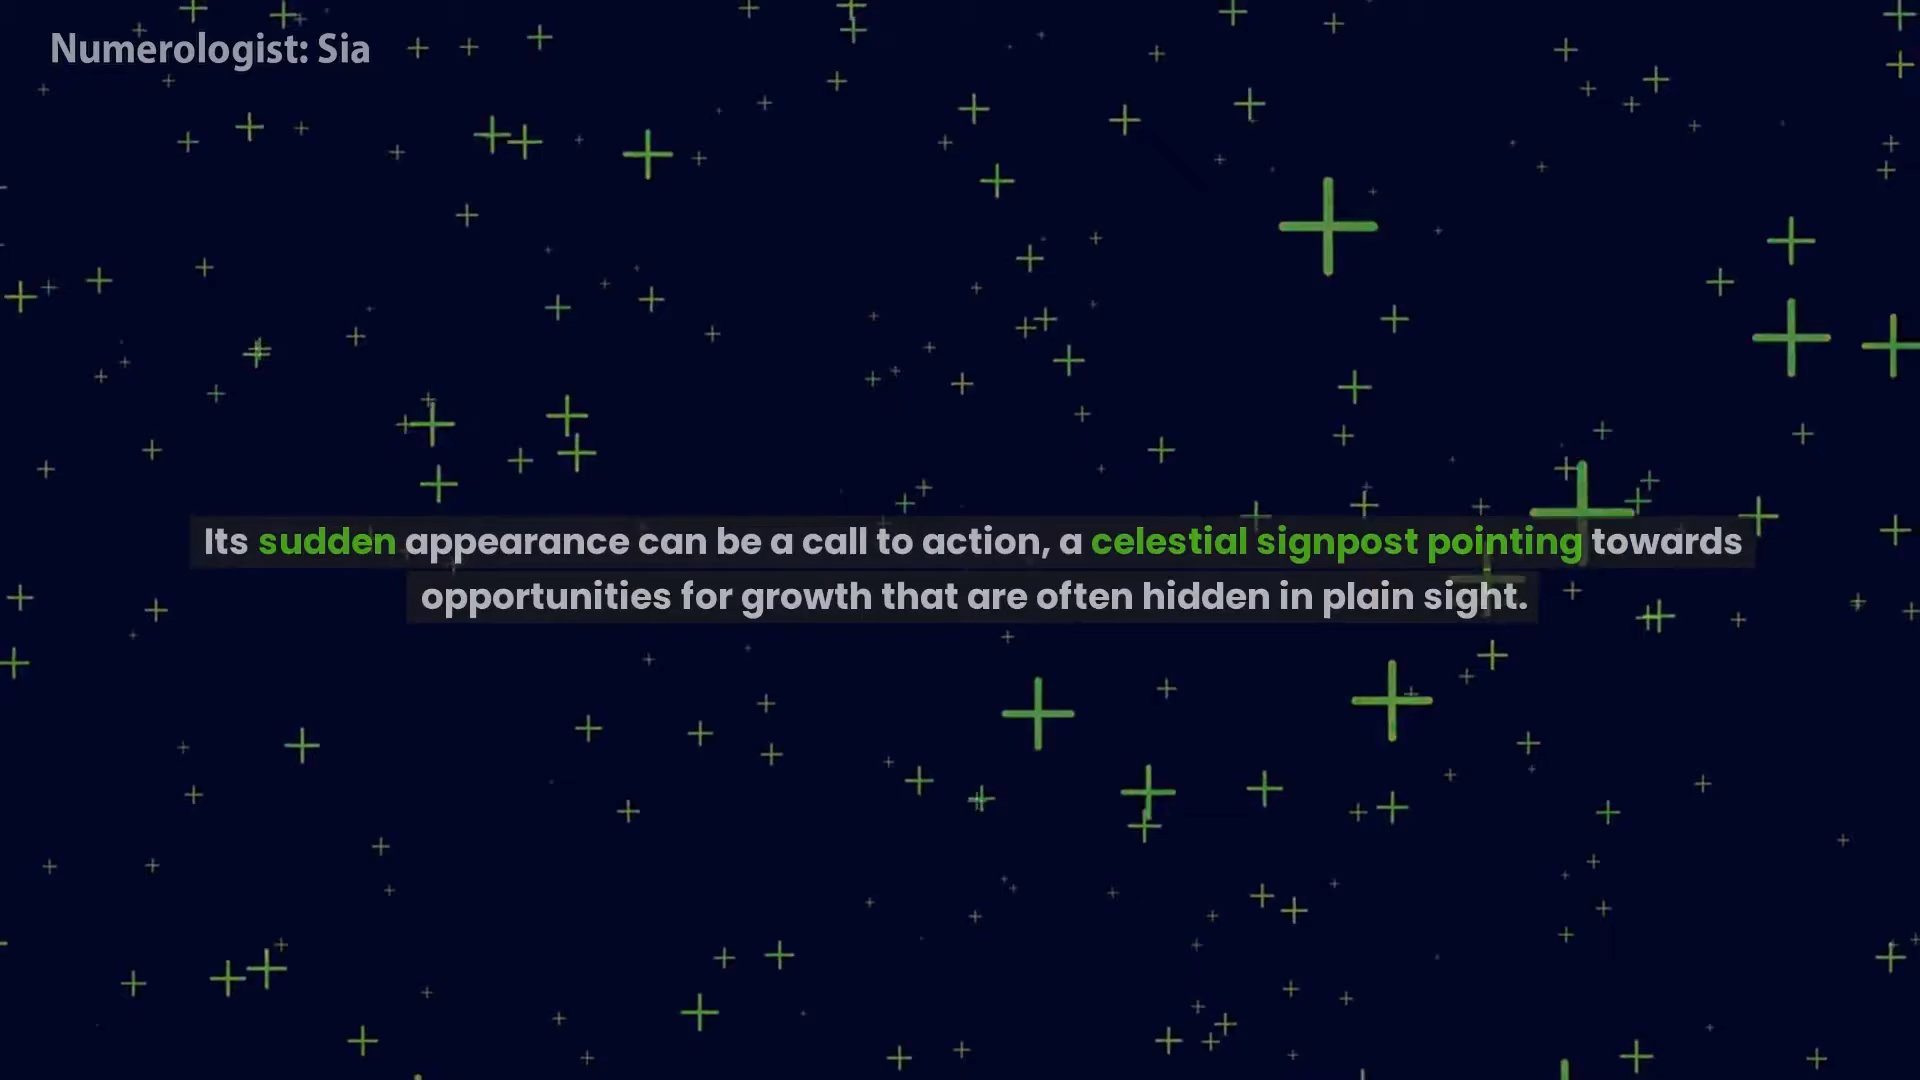 Numerologist: Sia
Its sudden appearance can be a call to action, a celestial signpost pointing towards
opportunities for growth that are often hidden in plain sight.